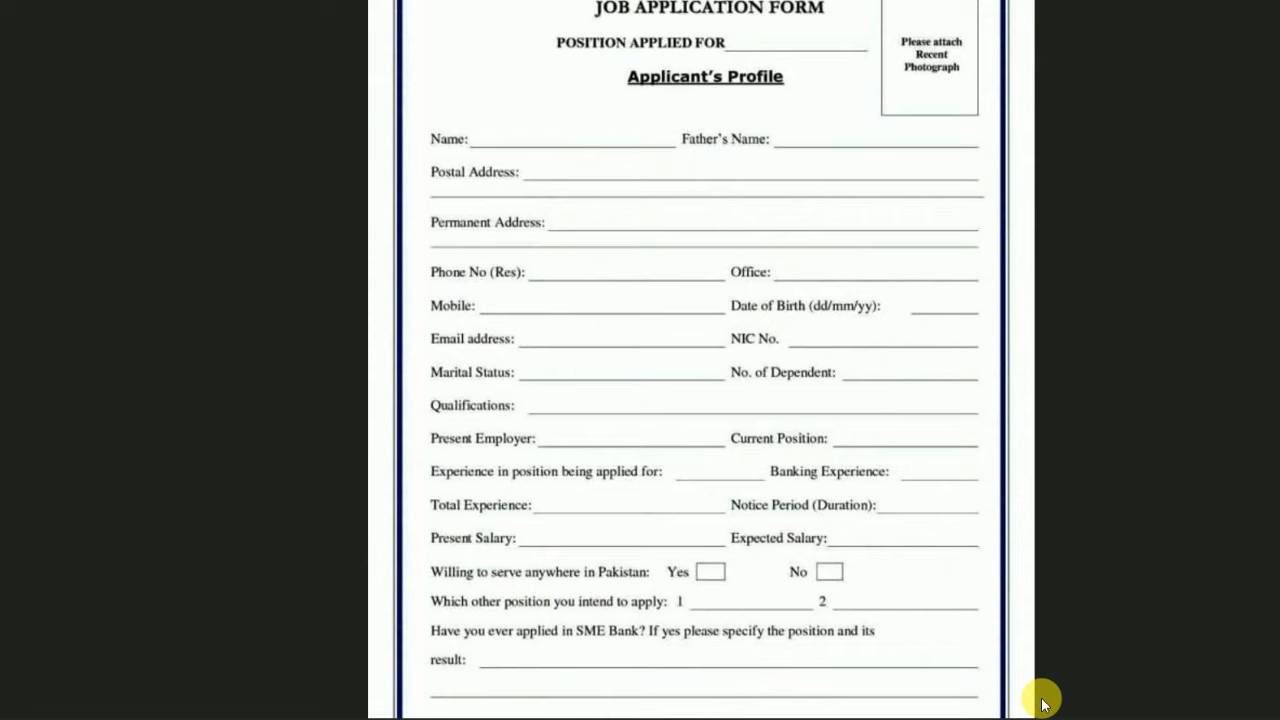 JOB APPLICATION FORM
POSITION APPLIED FOR
Please attach
Recent
Photograph
Applicant's Profile
Name: Father's Name:
Postal Address:
Permanent Address:
Phone No (Res): Office:
Mobile: Date of Birth (dd/mm/yy):
Email address: NIC No.
Marital Status: No. of Dependent:
Qualifications:
Present Employer: Current Position:
Experience in position being applied for: Banking Experience:
Total Experience: Notice Period (Duration):
Present Salary: Expected Salary:
Willing to serve anywhere in Pakistan: Yes No
Which other position you intend to apply: 1 2
Have you ever applied in SME Bank? If yes please specify the position and its
result: